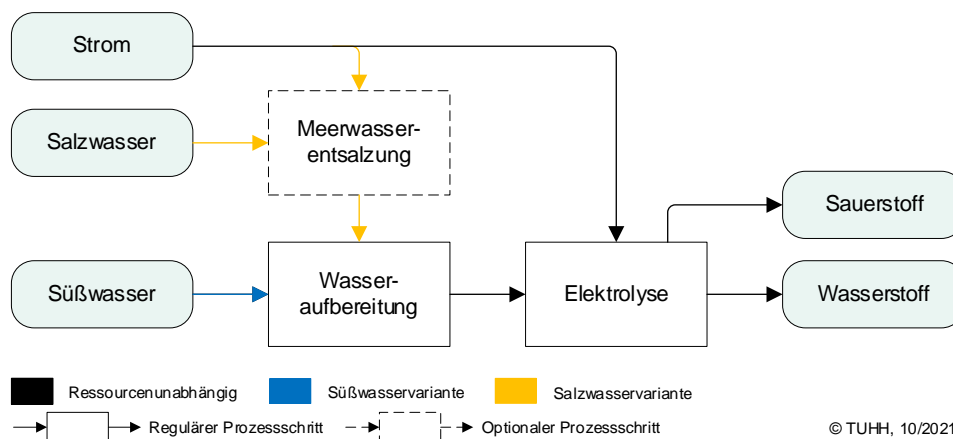 Strom
Salzwasser
Meerwasser-
entsalzung
Sauerstoff
Süßwasser
Wasser-
aufbereitung
Elektrolyse
Wasserstoff
Ressourcenunabhängig
Süßwasservariante
Salzwasservariante
Regulärer Prozessschritt
Optionaler Prozessschritt
© TUHH, 10/2021